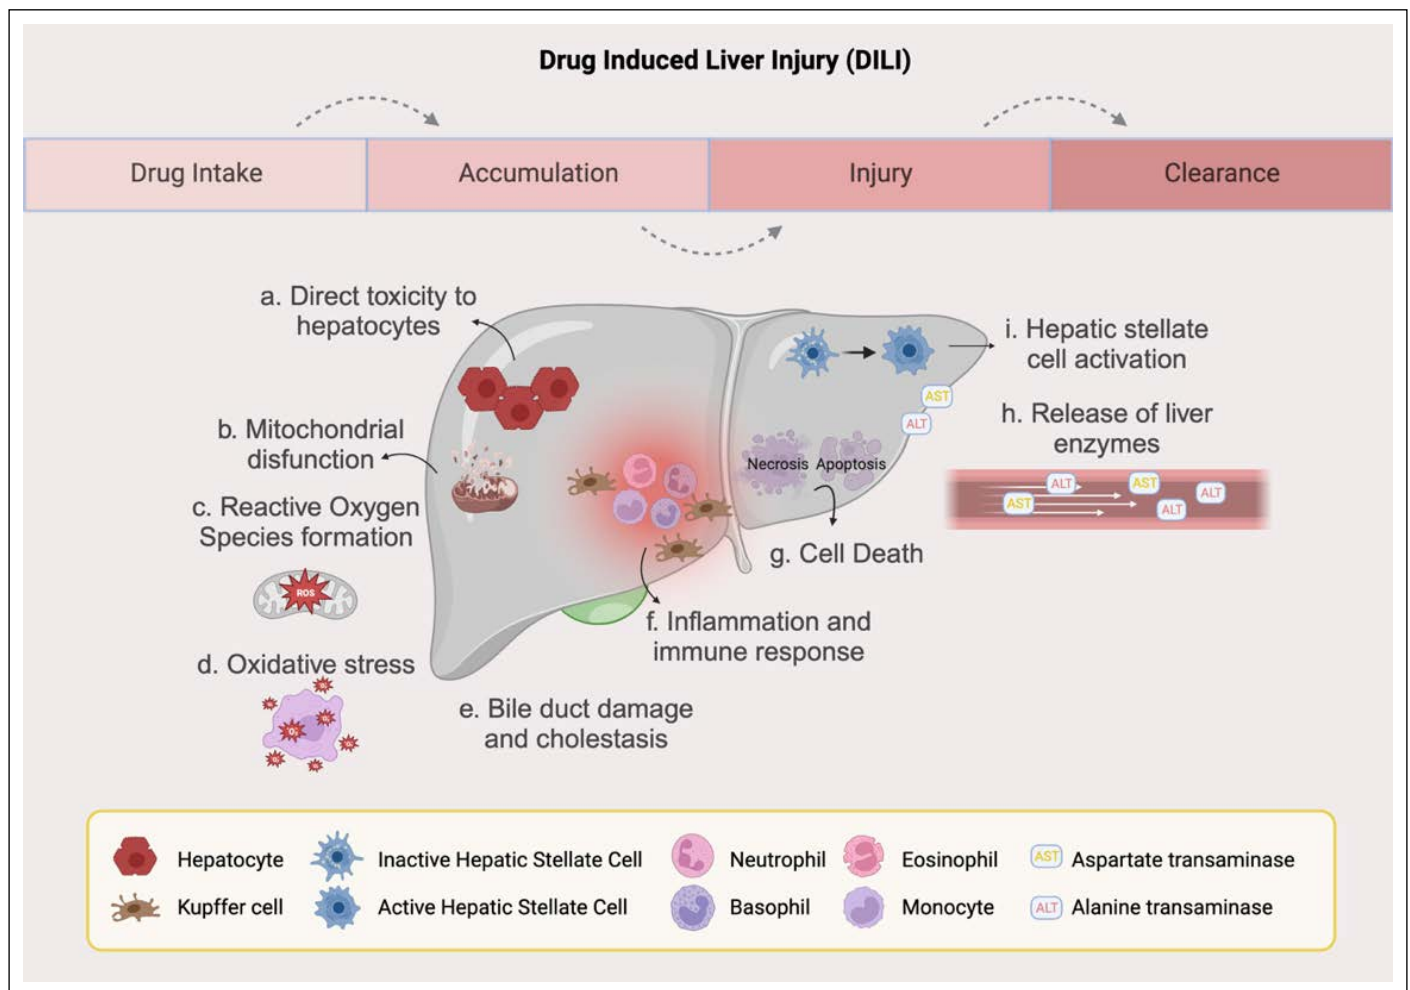 Drug Induced Liver Injury (DILI)
Drug Intake
Accumulation
Injury
Clearance
a. Direct toxicity to
hepatocytes
b. Mitochondrial
disfunction
c. Reactive Oxygen
Species formation
ROS
d. Oxidative stress
e. Bile duct damage
and cholestasis
f. Inflammation and
immune response
Necrosis
Apoptosis
g. Cell Death
i. Hepatic stellate
cell activation
AST
ALT
h. Release of liver
enzymes
ALT
AST
ALT
AST
ALT
Hepatocyte
Inactive Hepatic Stellate Cell
Neutrophil
Eosinophil
AST
Aspartate transaminase
Kupffer cell
Active Hepatic Stellate Cell
Basophil
Monocyte
ALT
Alanine transaminase